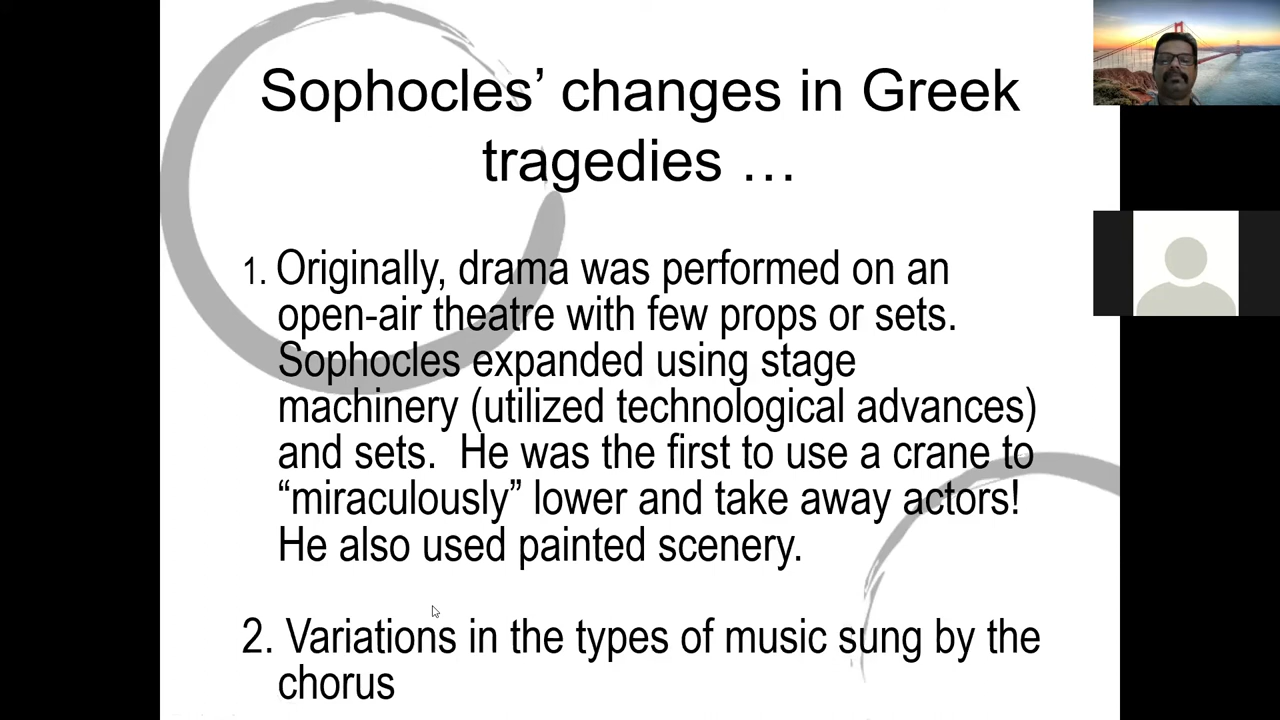 Sophocles’ changes in Greek
tragedies …
1. Originally, drama was performed on an
open-air theatre with few props or sets.
Sophocles expanded using stage
machinery (utilized technological advances)
and sets.  He was the first to use a crane to
“miraculously” lower and take away actors!
He also used painted scenery.
2. Variations in the types of music sung by the
chorus